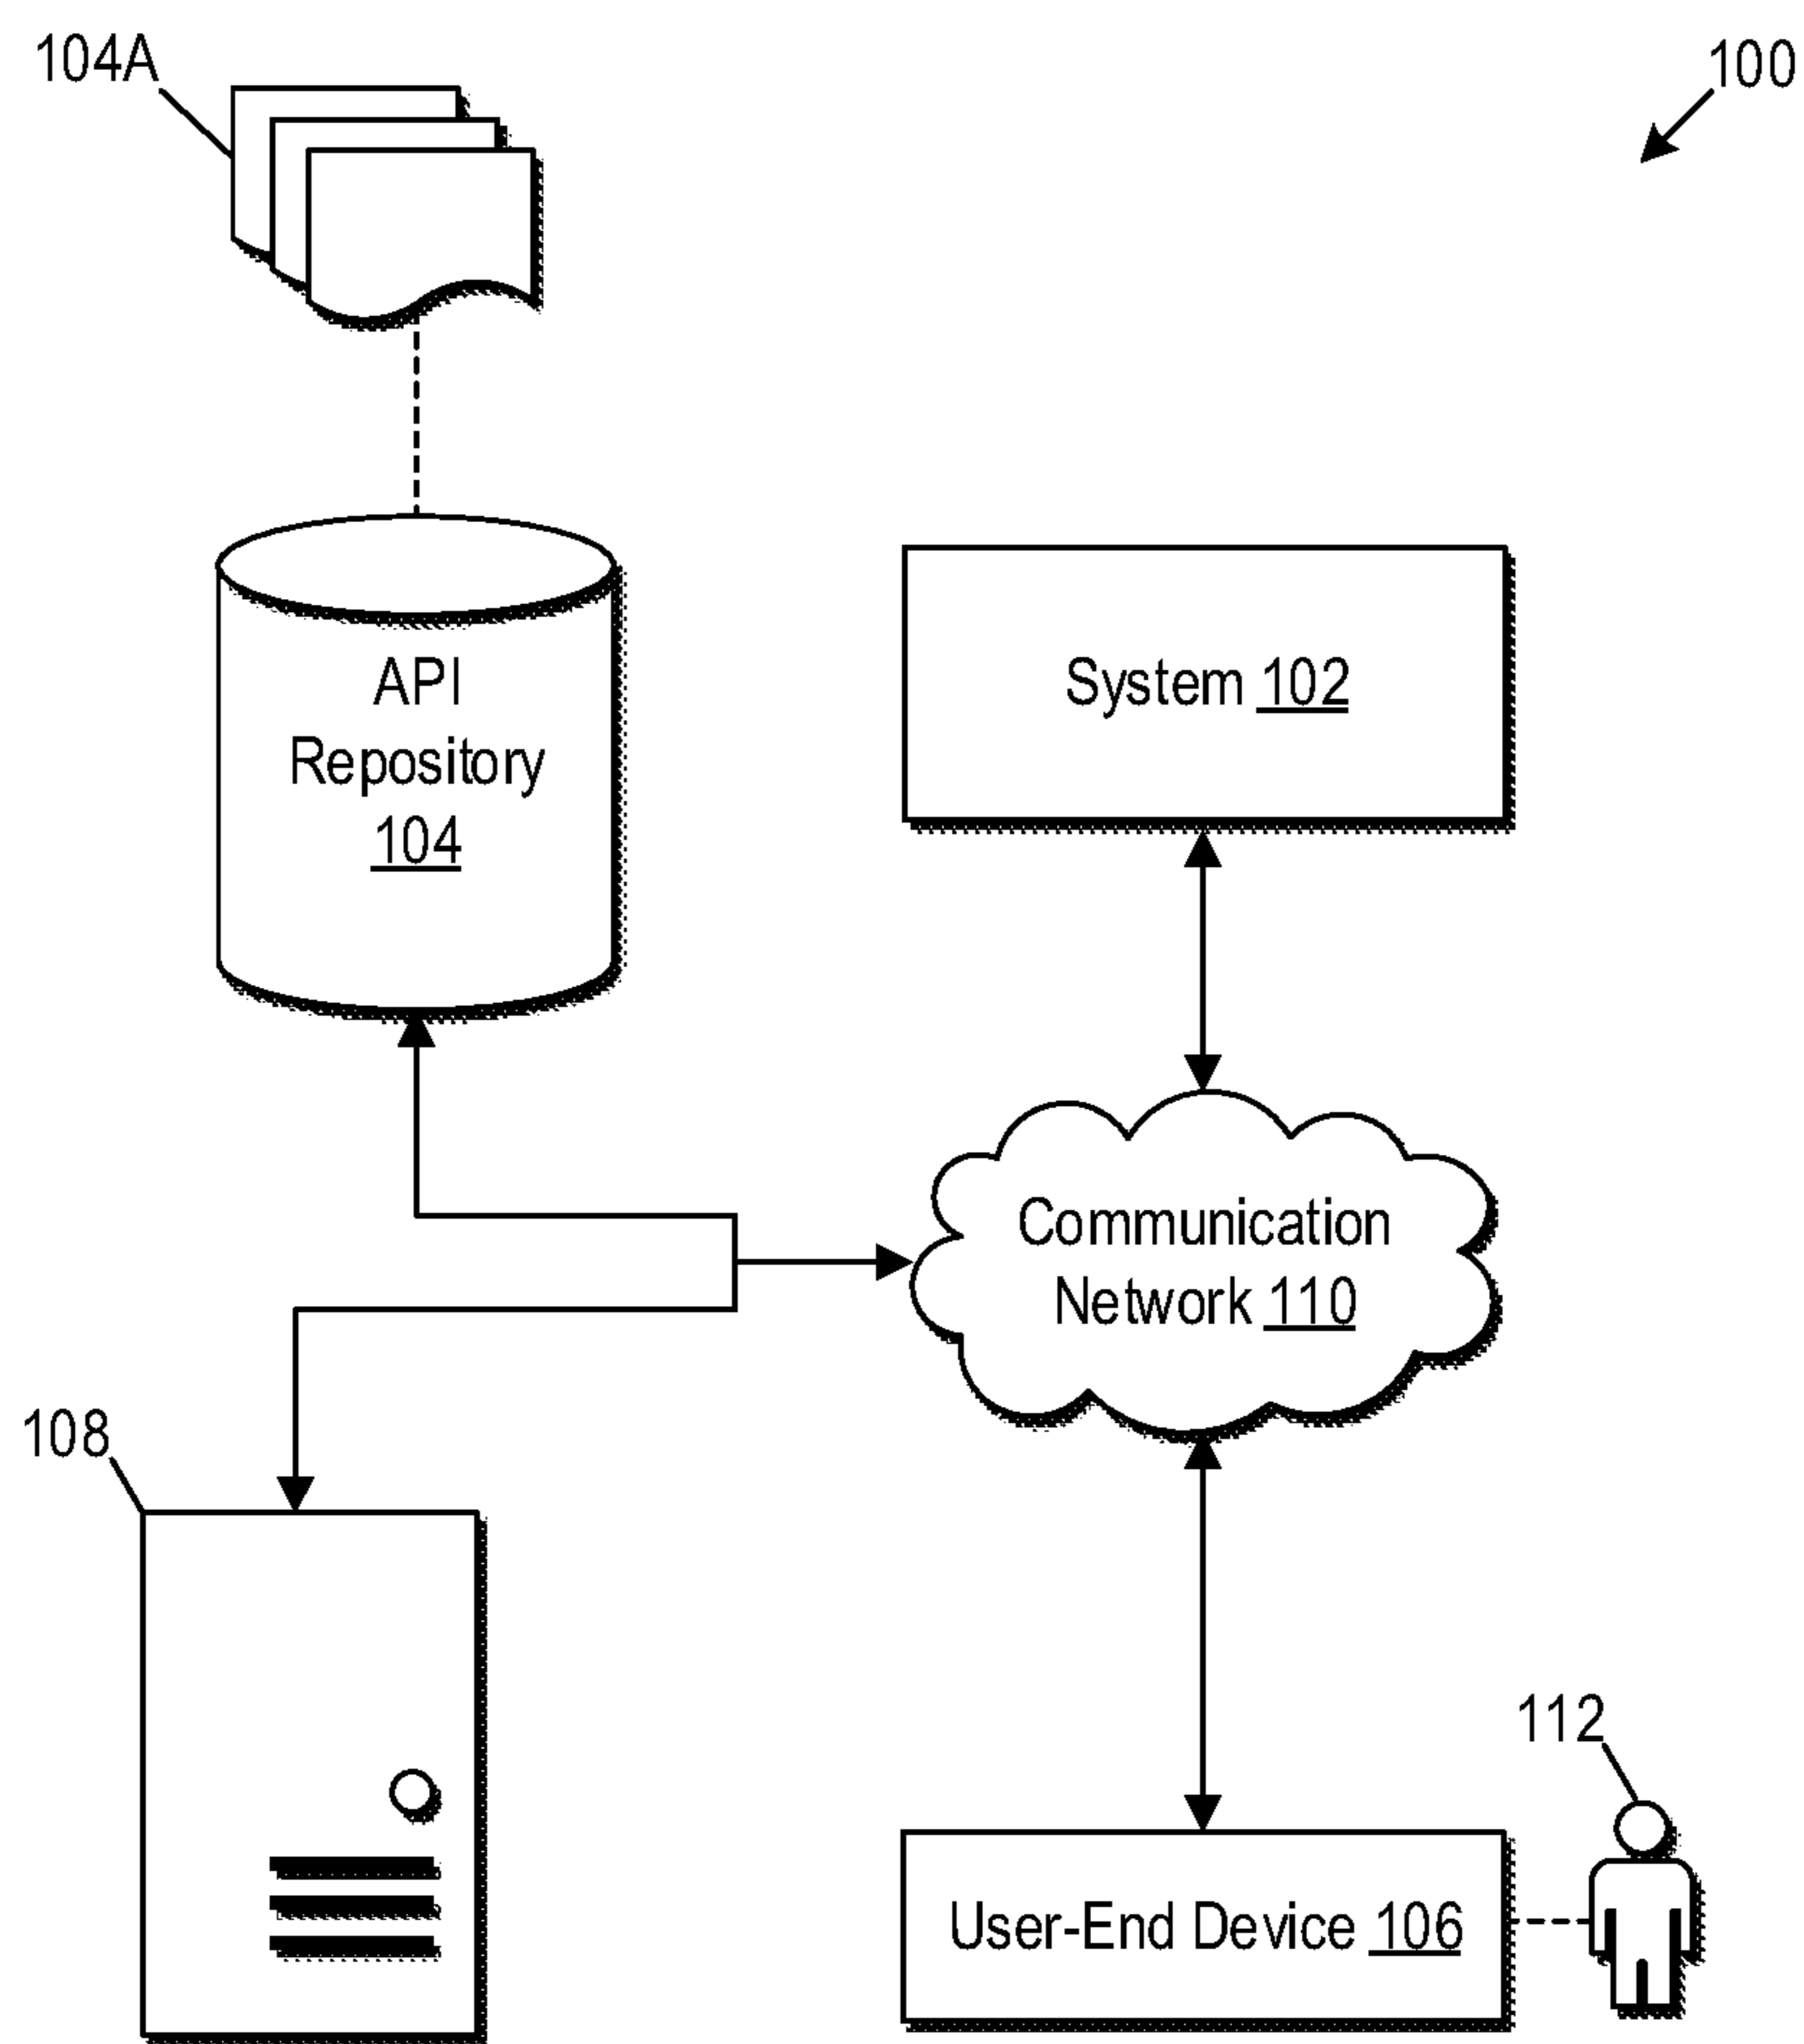 104A
100
API
Repository
104
System 102
Communication
Network 110
108
112
User-End Device 106